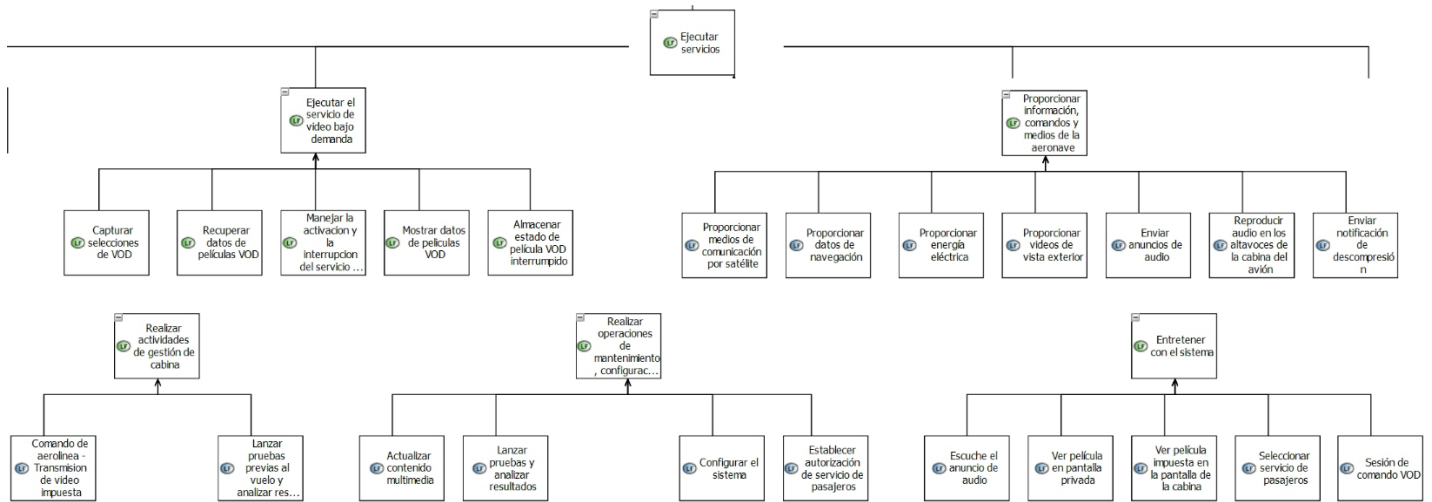 Ejecutar
servicios
Ejecutar el
servicio de
video bajo
demanda
Proporcionar
información,
comandos y
medios de la
aeronave
Capturar
selecciones
de VOD
Recuperar
datos de
películas VOD
Manejar la
activacion y
la
interrupcion
del servicio ...
Mostrar datos
de peliculas
VOD
Almacenar
estado de
película VOD
interrumpido
Proporcionar
medios de
comunicación
por satélite
Proporcionar
datos de
navegación
Proporcionar
energía
eléctrica
Proporcionar
videos de
vista exterior
Enviar
anuncios de
audio
Reproducir
audio en los
altavoces de
la cabina del
avión
Enviar
notificación
de
descompresió
n
Realizar
actividades
de gestión de
cabina
Realizar
operaciones
de
mantenimiento
, configurac...
Entretener
con el sistema
Comando de
aerolinea -
Transmision
de video
impuesta
Lanzar
pruebas
previas al
vuelo y
analizar res...
Actualizar
contenido
multimedia
Lanzar
pruebas y
analizar
resultados
Configurar el
sistema
Establecer
autorización
de servicio de
pasajeros
Escuche el
anuncio de
audio
Ver película
en pantalla
privada
Ver película
impuesta en
la pantalla de
la cabina
Seleccionar
servicio de
pasajeros
Sesión de
comando VOD